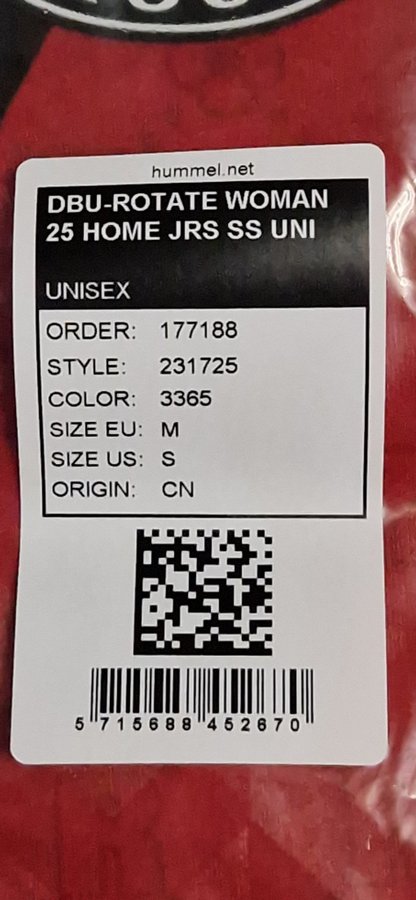 hummel.net
DBU-ROTATE WOMAN
25 HOME JRS SS UNI
UNISEX
ORDER: 177188
STYLE: 231725
COLOR: 3365
SIZE EU: M
SIZE US: S
ORIGIN: CN
5 715688 452670